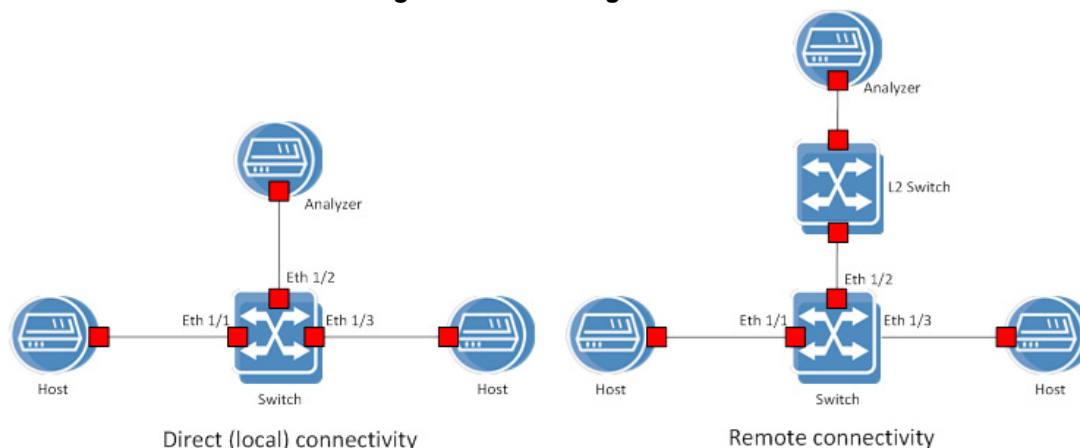 Analyzer
Eth 1/2
Eth 1/1
Eth 1/3
Host
Switch
Host
Direct (local) connectivity
Analyzer
L2 Switch
Eth 1/2
Eth 1/1
Eth 1/3
Host
Switch
Host
Remote connectivity